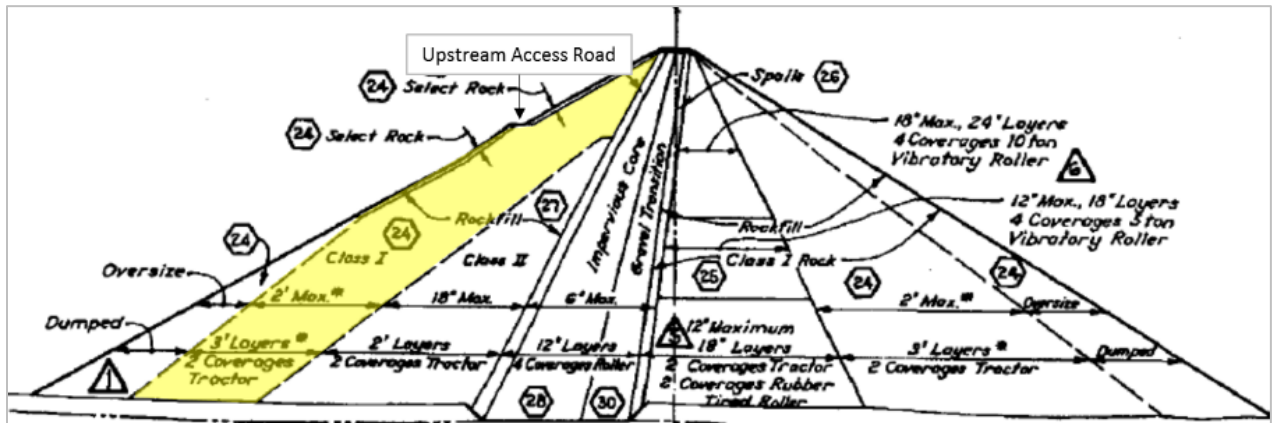 Upstream Access Road
24
Select Rock
24
Select Rock
Spalls
26
18" Max., 24" Layers
4 Coverages 10 ton
Vibratory Roller
6
12" Max., 18" Layers
4 Coverages 5 ton
Vibratory Roller
Impervious Core
Gravel Transition
27
Rockfill
Rockfill
24
24
Class I
Class II
Class I Rock
25
24
24
Oversize
2' Max.*
18" Max.
6" Max.
2' Max.*
Oversize
Dumped
3' Layers *
2 Coverages
Tractor
2' Layers
2 Coverages Tractor
12" Layers
4 Coverages Roller
12" Maximum
18" Layers
2 Coverages Tractor
2 Coverages Rubber
Tired Roller
3' Layers *
2 Coverages Tractor
Dumped
1
28
30